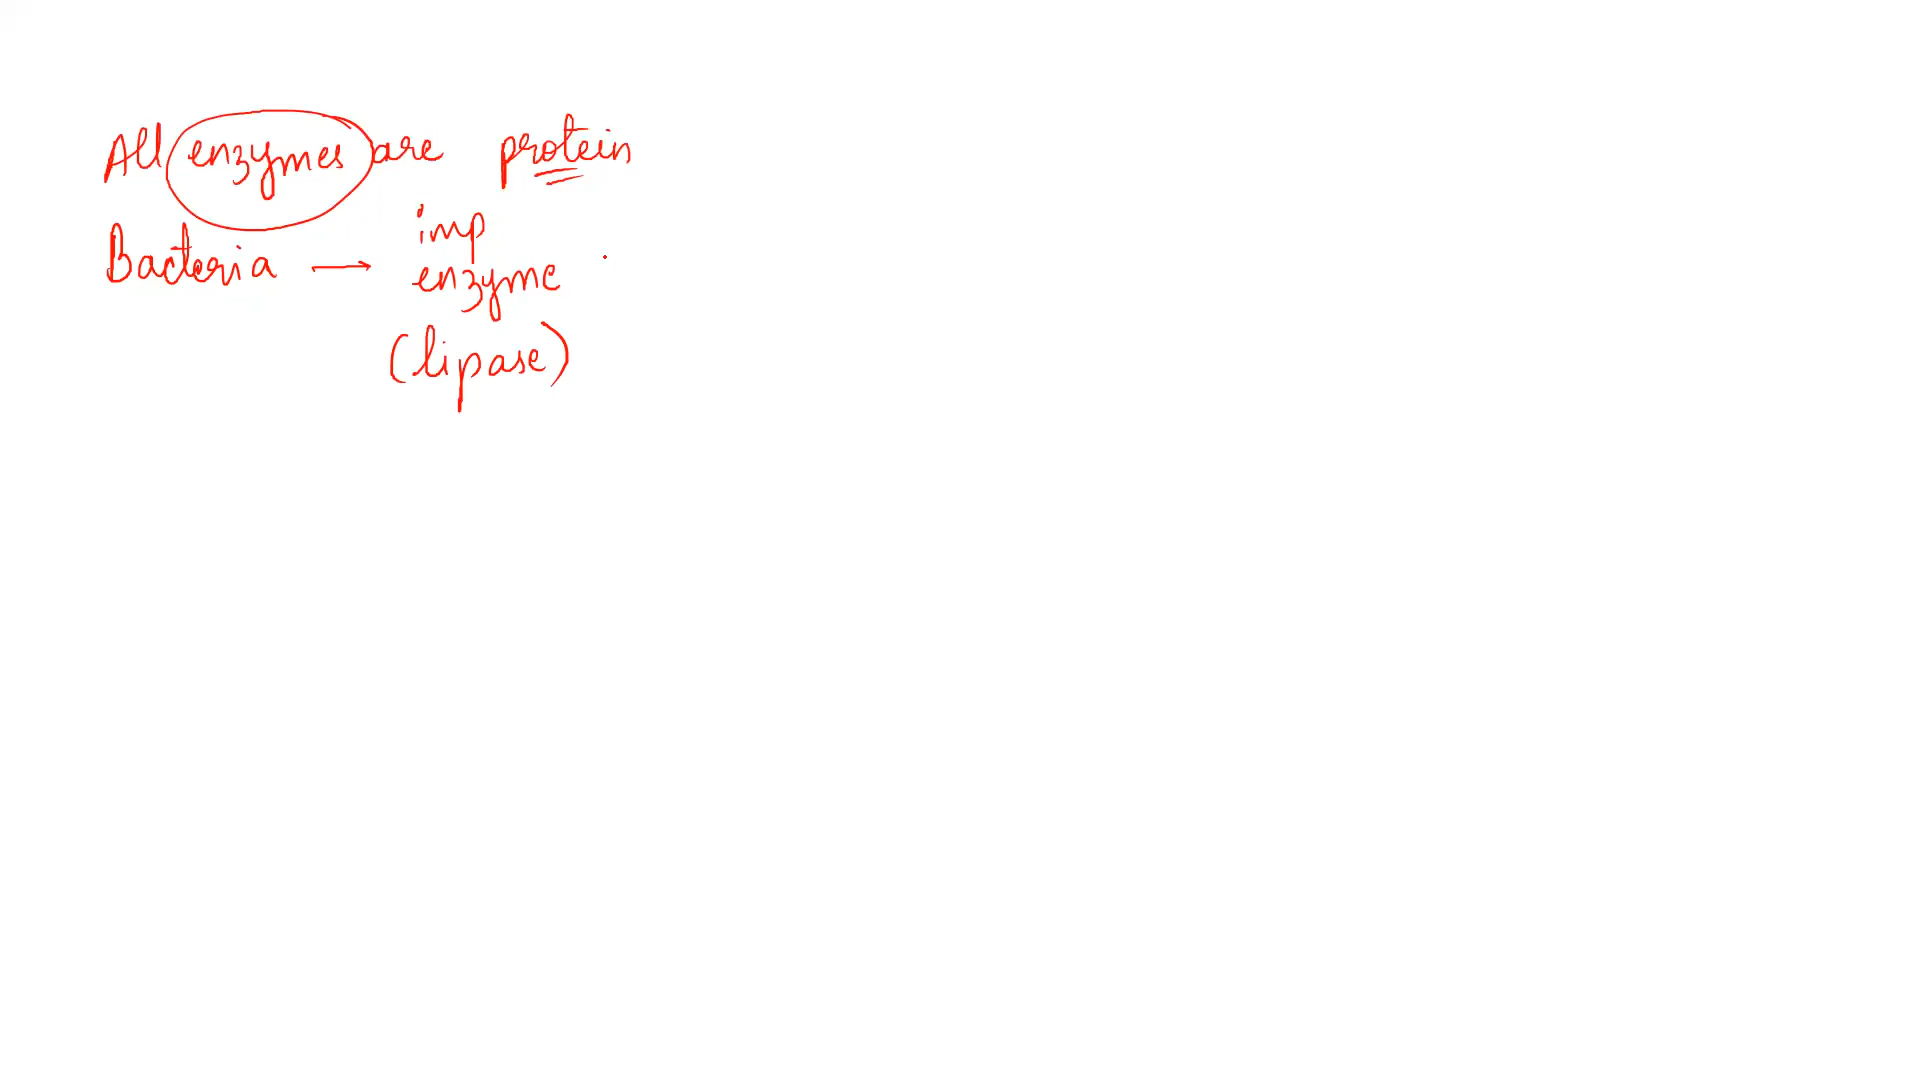 All enzymes are protein
imp
Bacteria → enzyme
(lipase)